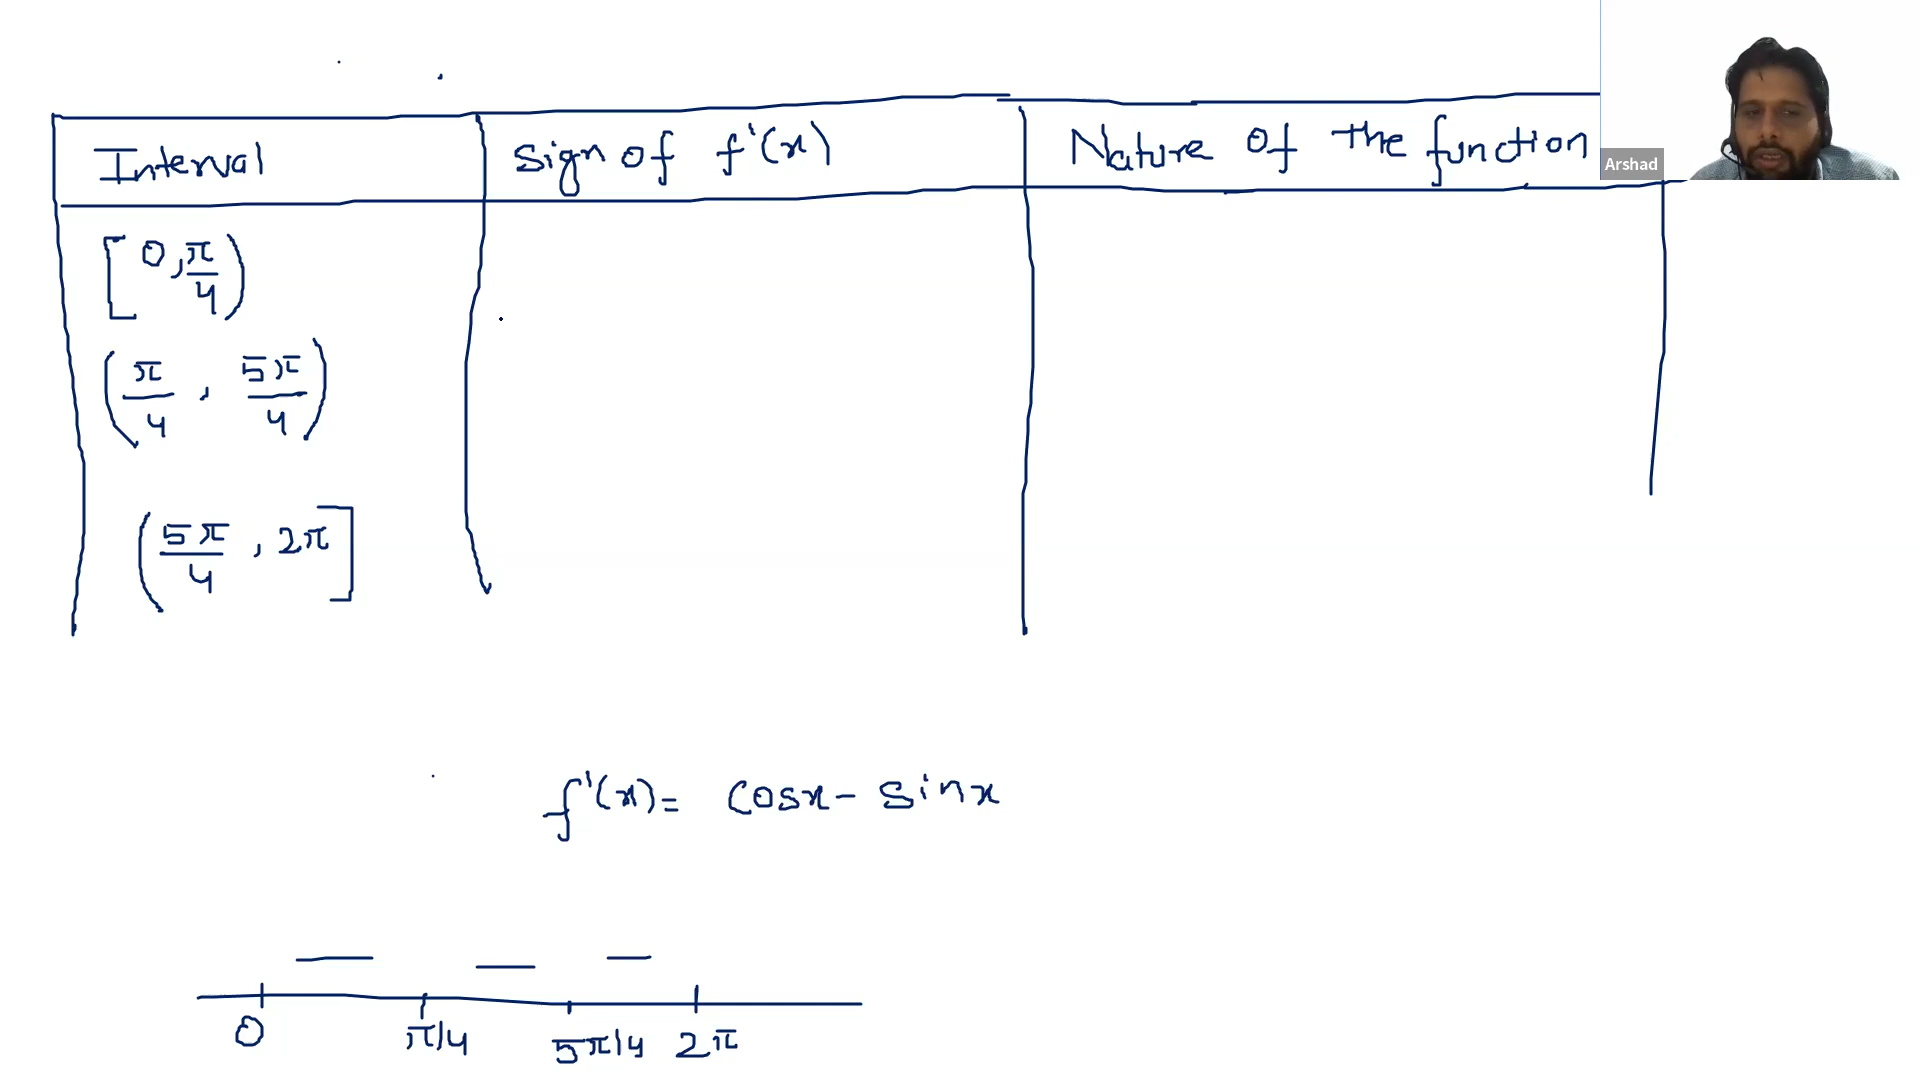 Interval Sign of f'(x) Nature of the function
Arshad
[0, π/4)
(π/4, 5π/4)
(5π/4, 2π]
f'(x) = cosx - sinx
0 π/4 5π/4 2π